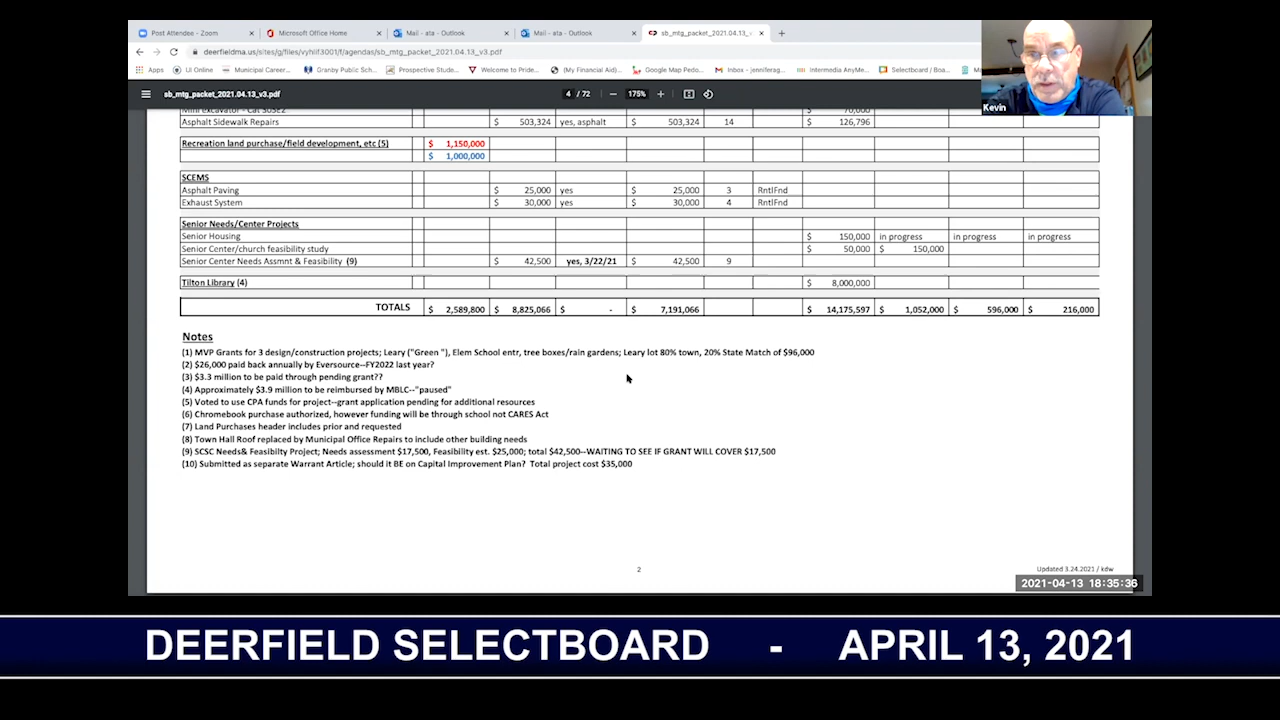 Post Attendee - Zoom × Microsoft Office Home × Mail - ata - Outlook × Mail - ata - Outlook × sb_mtg_packet_2021.04.13_v × +
deerfieldma.us/sites/g/files/vyhlif3001/f/agendas/sb_mtg_packet_2021.04.13_v3.pdf
Apps UI Online Municipal Career... Granby Public Sch... Prospective Stude... Welcome to Pride... (My Financial Aid)... Google Map Pedo... Inbox - jenniferag... Intermedia AnyMe... Selectboard / Boa...
sb_mtg_packet_2021.04.13_v3.pdf 4 / 72 — 175% +
Kevin
Mini Excavator - Cat 305E2 70,000
Asphalt Sidewalk Repairs $ 503,324 yes, asphalt $ 503,324 14 $ 126,796
Recreation land purchase/field development, etc (5) $ 1,150,000
$ 1,000,000
SCEMS
Asphalt Paving $ 25,000 yes $ 25,000 3 RntlFnd
Exhaust System $ 30,000 yes $ 30,000 4 RntlFnd
Senior Needs/Center Projects
Senior Housing $ 150,000 in progress in progress in progress
Senior Center/church feasibility study $ 50,000 $ 150,000
Senior Center Needs Assmnt & Feasibility (9) $ 42,500 yes, 3/22/21 $ 42,500 9
Tilton Library (4) $ 8,000,000
TOTALS $ 2,589,800 $ 8,825,066 $ - $ 7,191,066 $ 14,175,597 $ 1,052,000 $ 596,000 $ 216,000
Notes
(1) MVP Grants for 3 design/construction projects; Leary ("Green "), Elem School entr, tree boxes/rain gardens; Leary lot 80% town, 20% State Match of $96,000
(2) $26,000 paid back annually by Eversource--FY2022 last year?
(3) $3.3 million to be paid through pending grant??
(4) Approximately $3.9 million to be reimbursed by MBLC--"paused"
(5) Voted to use CPA funds for project--grant application pending for additional resources
(6) Chromebook purchase authorized, however funding will be through school not CARES Act
(7) Land Purchases header includes prior and requested
(8) Town Hall Roof replaced by Municipal Office Repairs to include other building needs
(9) SCSC Needs& Feasibilty Project; Needs assessment $17,500, Feasibility est. $25,000; total $42,500--WAITING TO SEE IF GRANT WILL COVER $17,500
(10) Submitted as separate Warrant Article; should it BE on Capital Improvement Plan? Total project cost $35,000
2
Updated 3.24.2021 / kdw
2021-04-13 18:35:36
DEERFIELD SELECTBOARD - APRIL 13, 2021